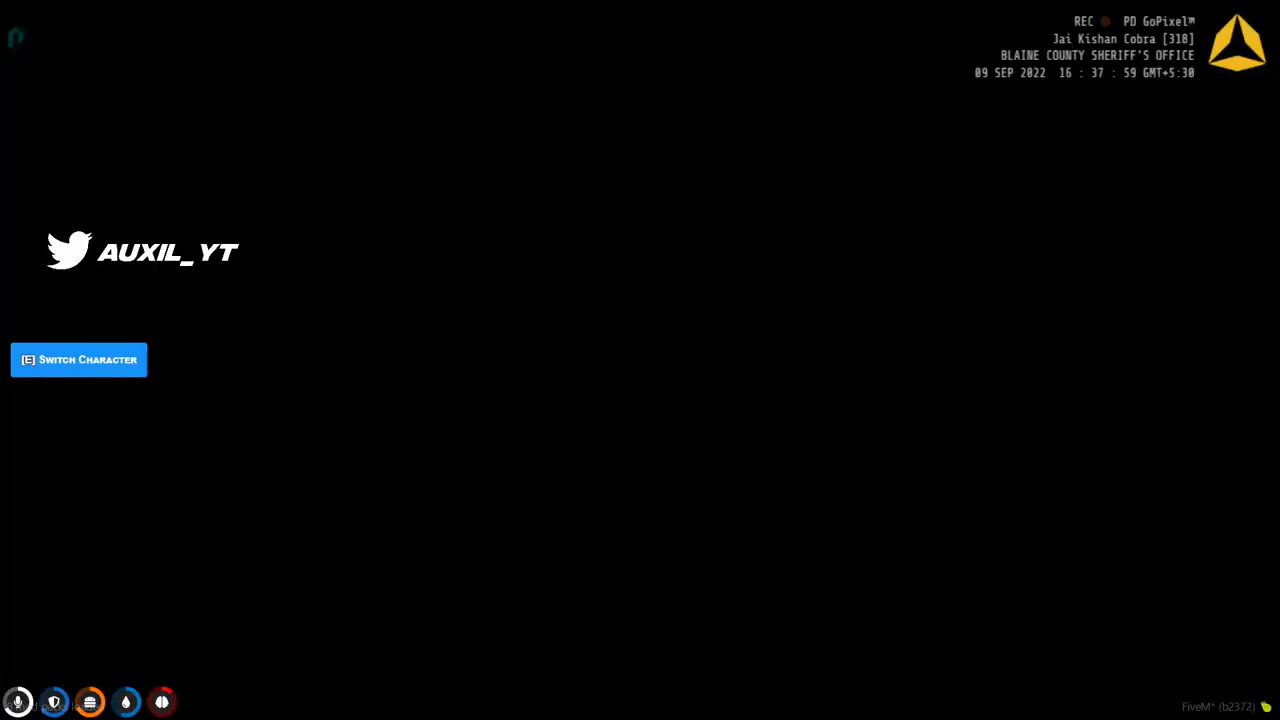 REC PD GoPixel™
Jai Kishan Cobra [318]
BLAINE COUNTY SHERIFF'S OFFICE
09 SEP 2022 16 : 37 : 59 GMT+5:30
AUXIL_YT
[E] Switch Character
FiveM* (b2372)